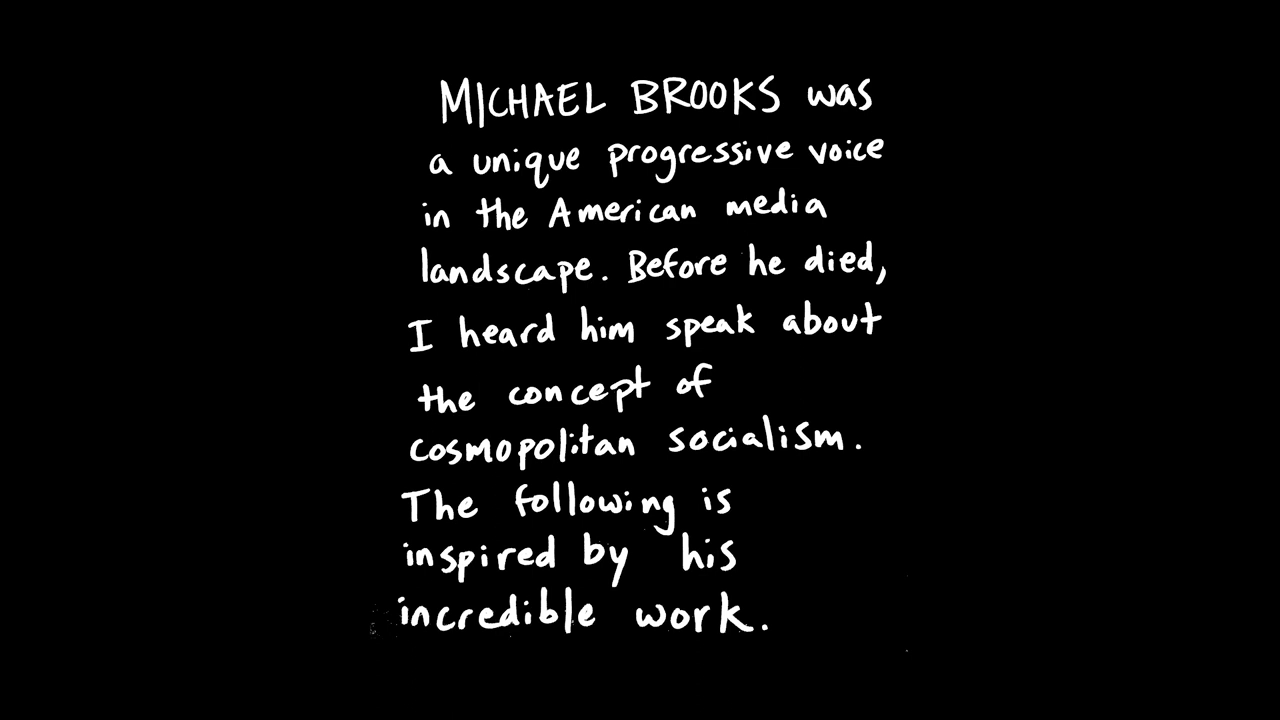 MICHAEL BROOKS was
a unique progressive voice
in the American media
landscape. Before he died,
I heard him speak about
the concept of
cosmopolitan socialism.
The following is
inspired by his
incredible work.